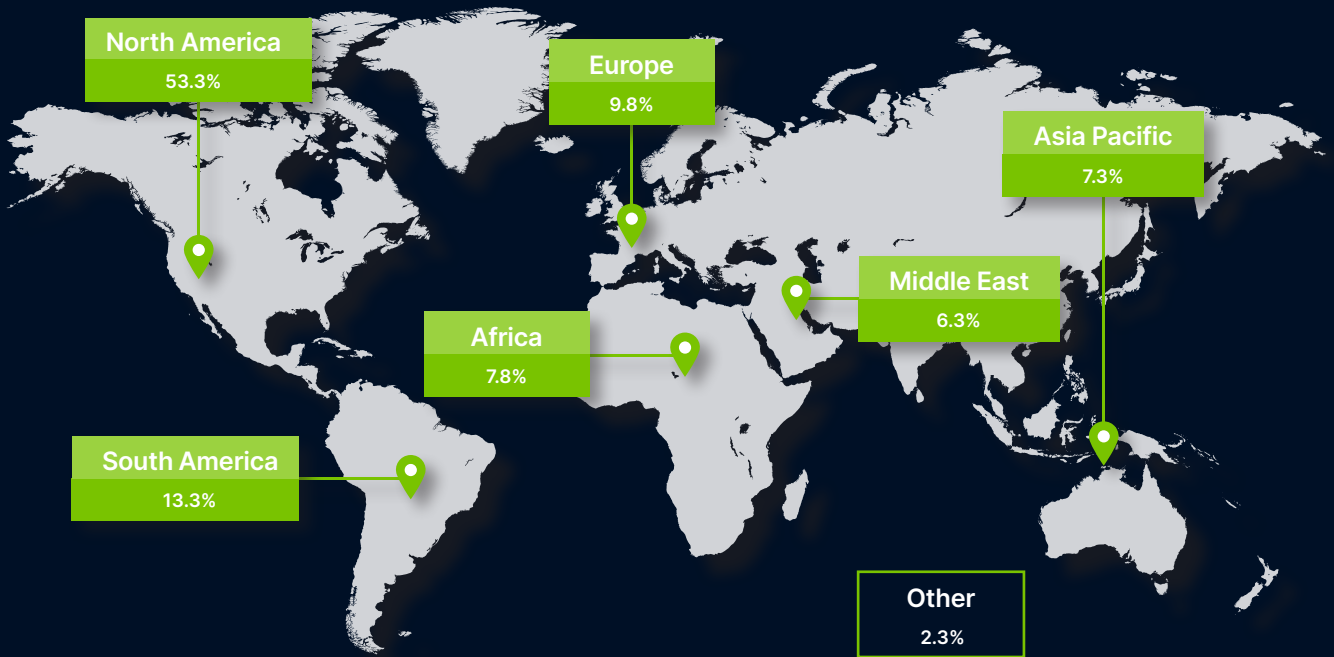 North America
53.3%
Europe
9.8%
Asia Pacific
7.3%
Middle East
6.3%
Africa
7.8%
South America
13.3%
Other
2.3%